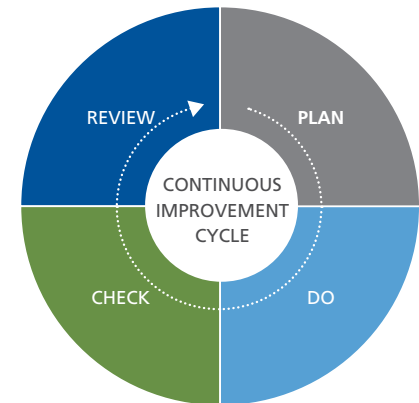 REVIEW
PLAN
CONTINUOUS
IMPROVEMENT
CYCLE
CHECK
DO